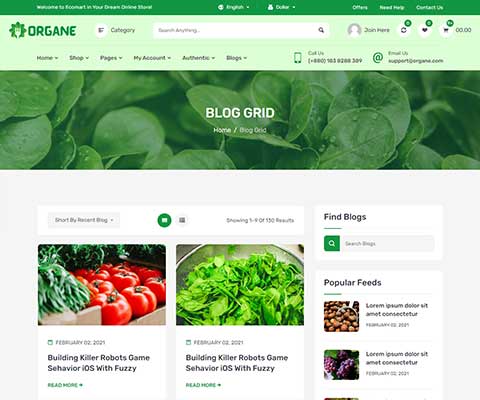 Welcome to Ecomart in Your Dream Online Store!
English
Dollar
Offers
Need Help
Contact Us
ORGANE
Category
Search Anything...
Join Here
0
0
9+
00.00
Home
Shop
Pages
My Account
Authentic
Blogs
Call Us
(+880) 183 8288 389
Email Us
support@organe.com
BLOG GRID
Home / Blog Grid
Short By Recent Blog
Showing 1-9 Of 130 Results
FEBRUARY 02, 2021
Building Killer Robots Game
Sehavior iOS With Fuzzy
READ MORE
FEBRUARY 02, 2021
Building Killer Robots Game
Sehavior iOS With Fuzzy
READ MORE
Find Blogs
Search Blogs
Popular Feeds
Lorem ipsum dolor sit
amet consectetur
FEBRUARY 02, 2021
Lorem ipsum dolor sit
amet consectetur
FEBRUARY 02, 2021